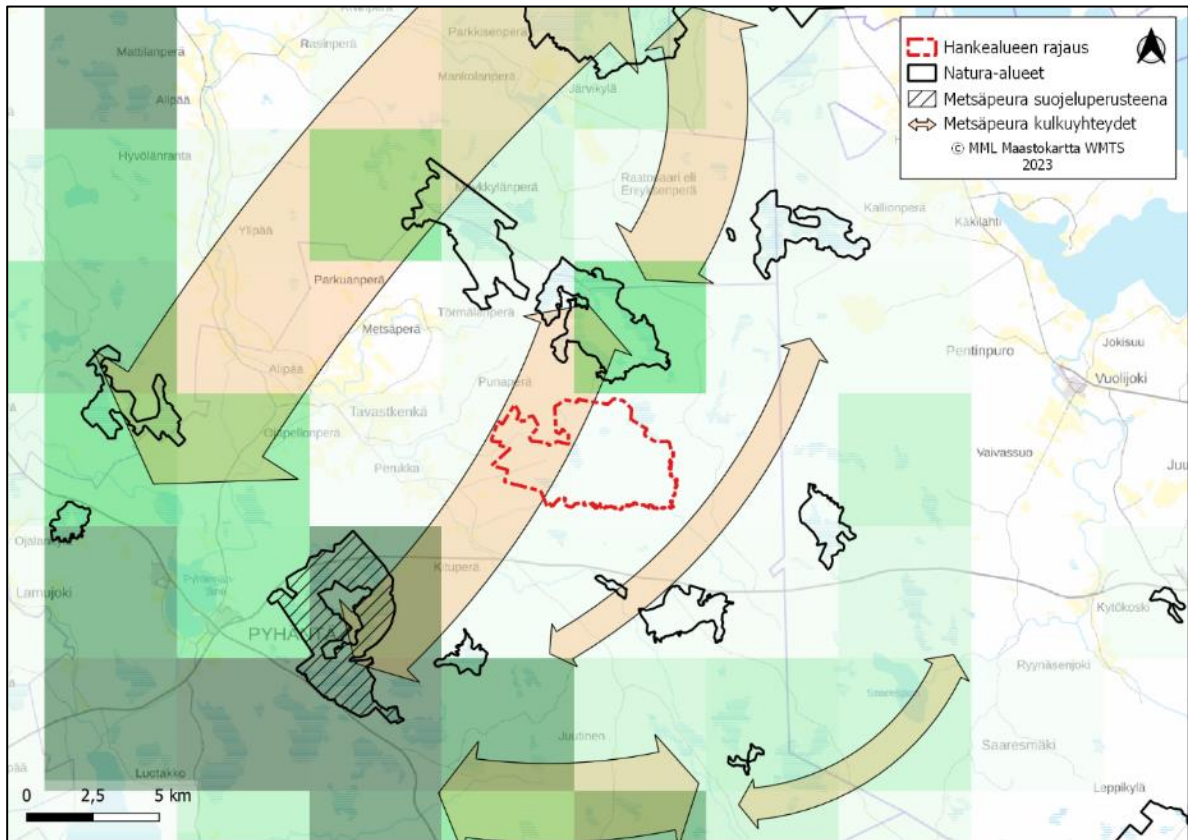 Rasinperä
Parkkisenperä
Mattilanperä
Mankolanperä
Järvikylä
Alipää
Hyvölänranta
Mäykkylänperä
Raatosaari eli
Ylipää
Kallionperä
Käkilahti
Parkuanperä
Törmälänperä
Metsäperä
Pentinpuro
Jokisuu
Vuolijoki
Alipää
Punaperä
Tavastkenkä
Perukka
Vaivassuo
Kituperä
Lamujoki
PYHÄNTÄ
Kytökoski
Ryynäsenjoki
Juutinen
Saaresmäki
Luotakko
Leppikylä
Hankealueen rajaus
Natura-alueet
Metsäpeura suojeluperusteena
Metsäpeura kulkuyhteydet
© MML Maastokartta WMTS
2023
0 2,5 5 km